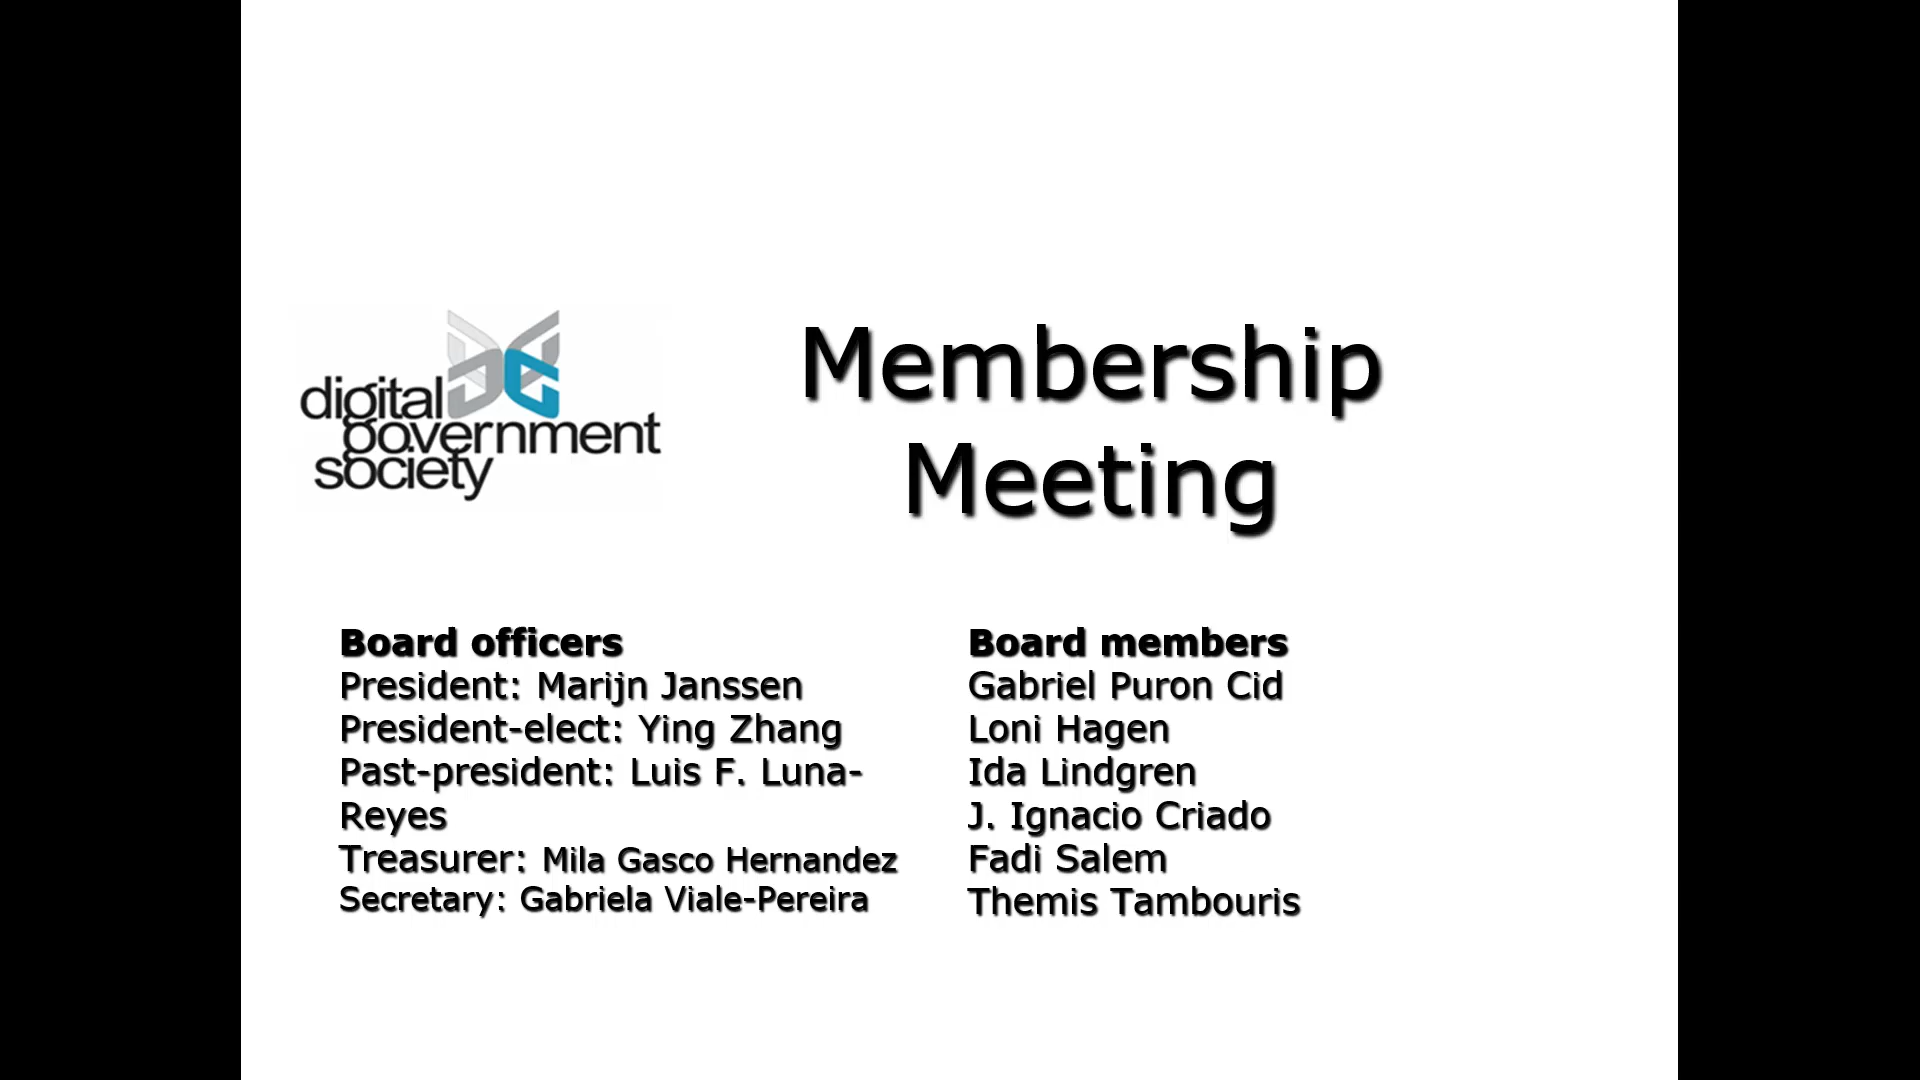 digital
government
society
Membership
Meeting
Board officers
President: Marijn Janssen
President-elect: Ying Zhang
Past-president: Luis F. Luna-
Reyes
Treasurer: Mila Gasco Hernandez
Secretary: Gabriela Viale-Pereira
Board members
Gabriel Puron Cid
Loni Hagen
Ida Lindgren
J. Ignacio Criado
Fadi Salem
Themis Tambouris